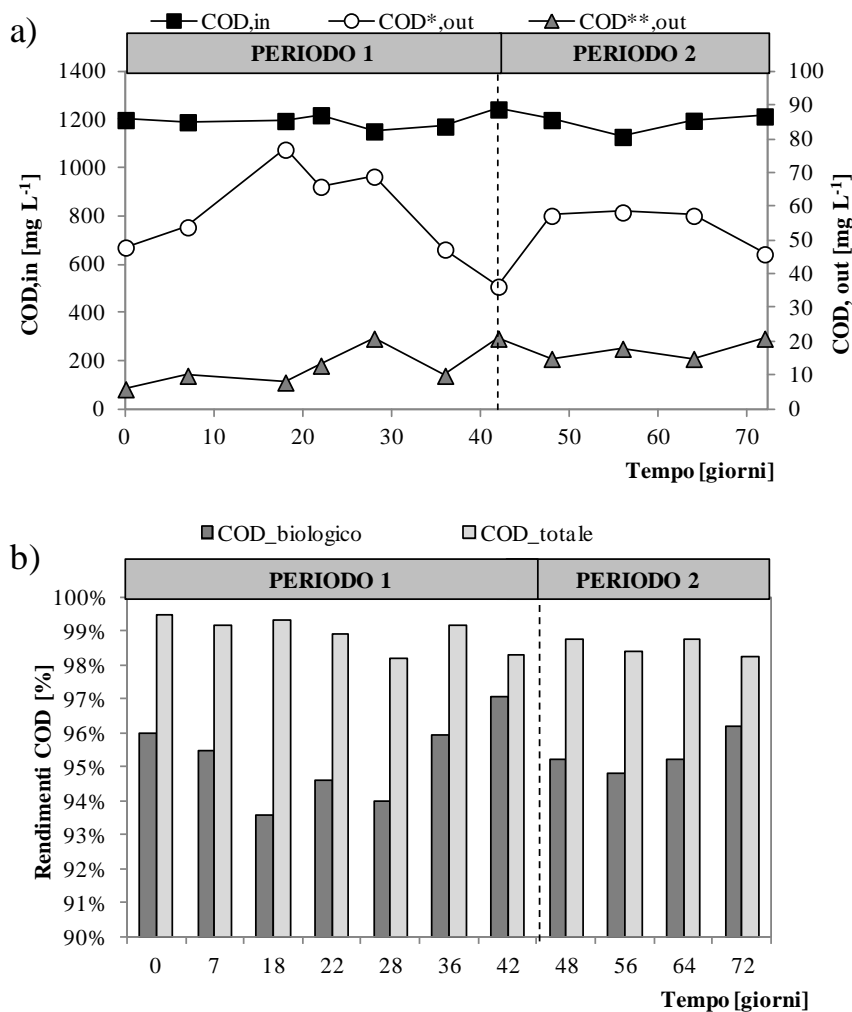 a)
COD,in COD*,out COD**,out
PERIODO 1 PERIODO 2
1400 100
1200 90
1000 80
800 70
600 60
400 50
200 40
0 30
20
10
0
COD,in [mg L-1]
COD, out [mg L-1]
0 10 20 30 40 50 60 70
Tempo [giorni]
COD_biologico COD_totale
b)
PERIODO 1 PERIODO 2
100%
99%
98%
97%
96%
95%
94%
93%
92%
91%
90%
Rendimenti COD [%]
0 7 18 22 28 36 42 48 56 64 72
Tempo [giorni]